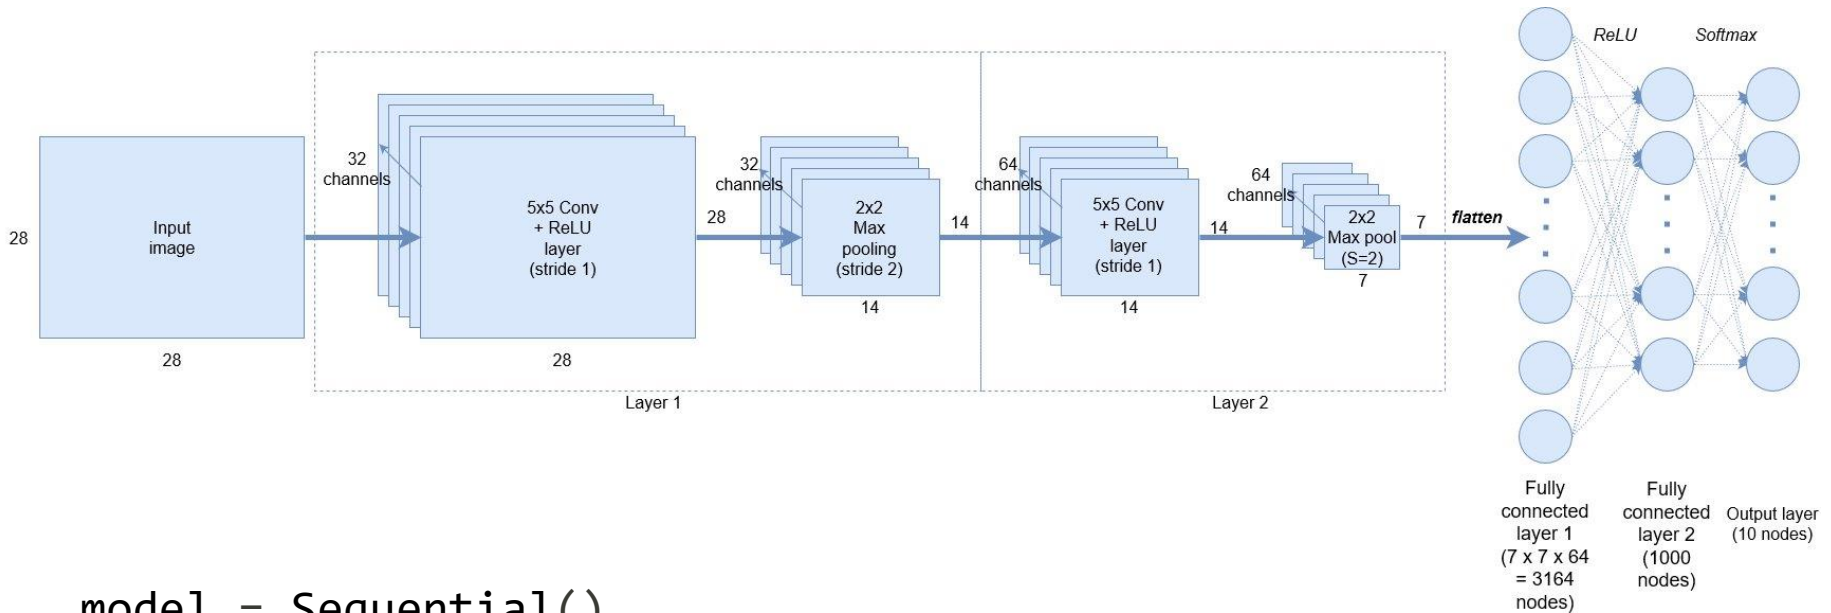 ReLU
Softmax
28
Input
image
28
32
channels
5x5 Conv
+ ReLU
layer
(stride 1)
28
28
32
channels
2x2
Max
pooling
(stride 2)
14
14
Layer 1
64
channels
5x5 Conv
+ ReLU
layer
(stride 1)
14
14
64
channels
2x2
Max pool
(S=2)
7
7
Layer 2
flatten
Fully
connected
layer 1
(7 x 7 x 64
= 3164
nodes)
Fully
connected
layer 2
(1000
nodes)
Output layer
(10 nodes)
model = Sequential()